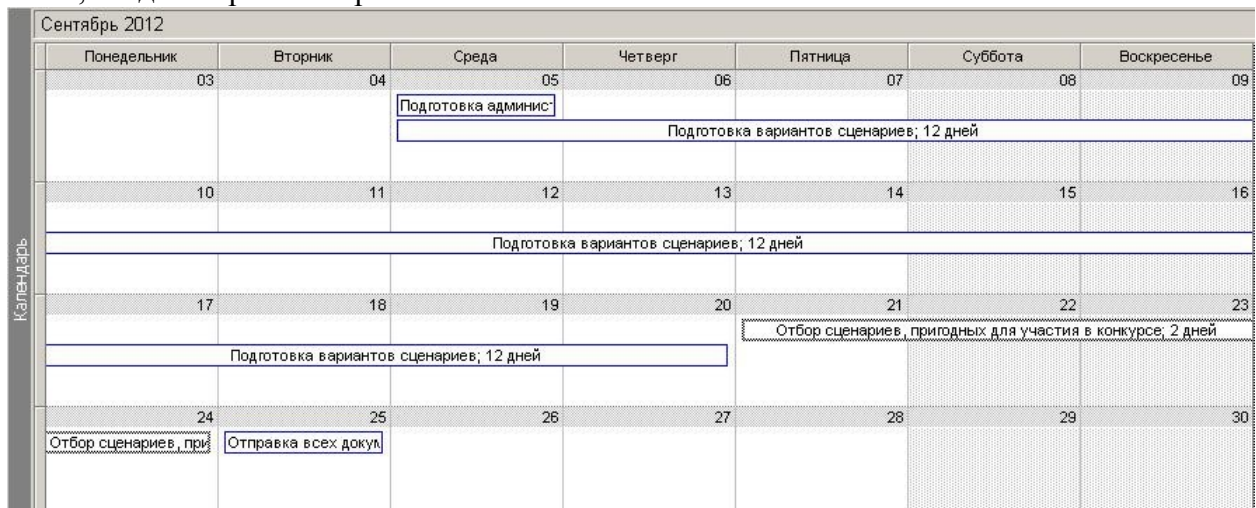 Сентябрь 2012
Календарь
Понедельник Вторник Среда Четверг Пятница Суббота Воскресенье
03 04 05 06 07 08 09
Подготовка админис
Подготовка вариантов сценариев; 12 дней
10 11 12 13 14 15 16
Подготовка вариантов сценариев; 12 дней
17 18 19 20 21 22 23
Отбор сценариев, пригодных для участия в конкурсе; 2 дней
Подготовка вариантов сценариев; 12 дней
24 25 26 27 28 29 30
Отбор сценариев, при Отправка всех докум